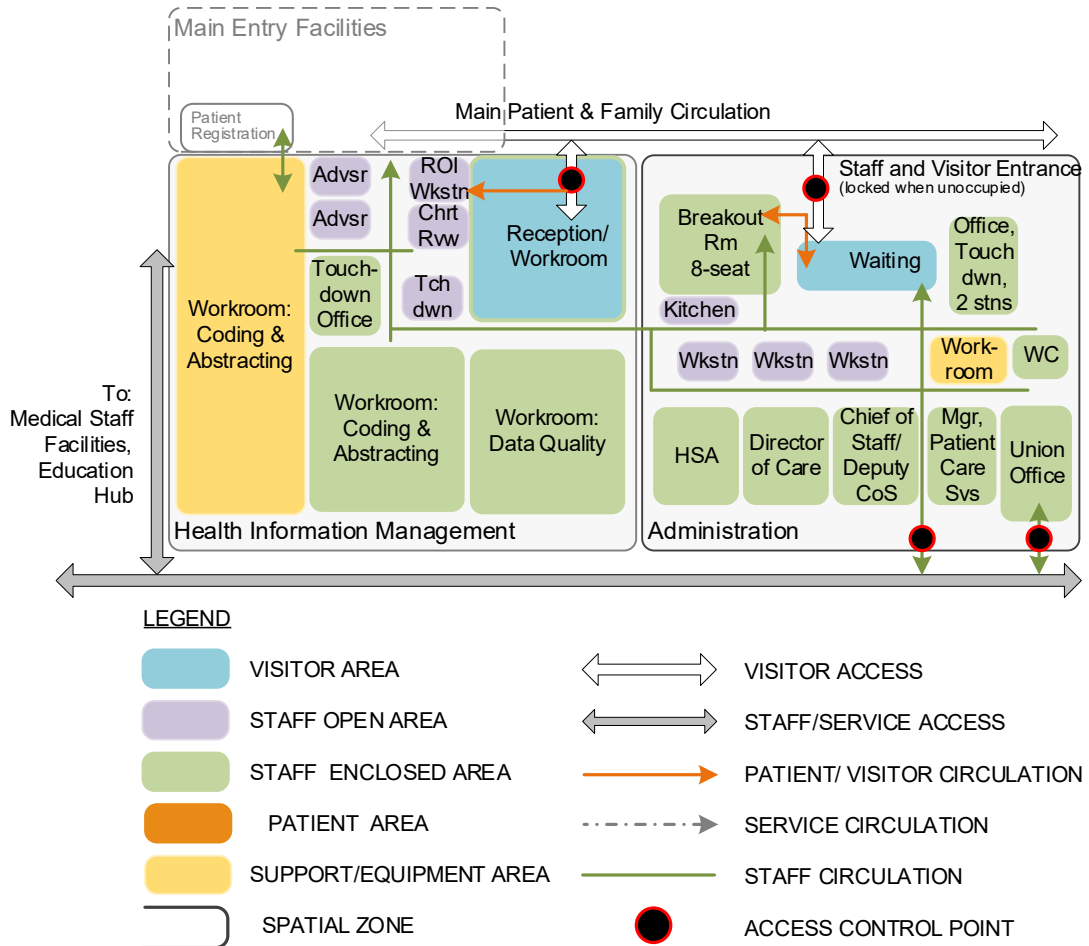 Main Entry Facilities
Patient
Registration
Main Patient & Family Circulation
Advsr
Advsr
ROI
Wkstn
Chrt
Rvw
Reception/
Workroom
Touch-
down
Office
Tch
dwn
Workroom:
Coding &
Abstracting
Workroom:
Coding &
Abstracting
Workroom:
Data Quality
Health Information Management
Staff and Visitor Entrance
(locked when unoccupied)
Breakout
Rm
8-seat
Waiting
Office,
Touch
dwn,
2 stns
Kitchen
Wkstn
Wkstn
Wkstn
Work-
room
WC
HSA
Director
of Care
Chief of
Staff/
Deputy
CoS
Mgr,
Patient
Care
Svs
Union
Office
Administration
To:
Medical Staff
Facilities,
Education
Hub
LEGEND
VISITOR AREA
STAFF OPEN AREA
STAFF ENCLOSED AREA
PATIENT AREA
SUPPORT/EQUIPMENT AREA
SPATIAL ZONE
VISITOR ACCESS
STAFF/SERVICE ACCESS
PATIENT/ VISITOR CIRCULATION
SERVICE CIRCULATION
STAFF CIRCULATION
ACCESS CONTROL POINT